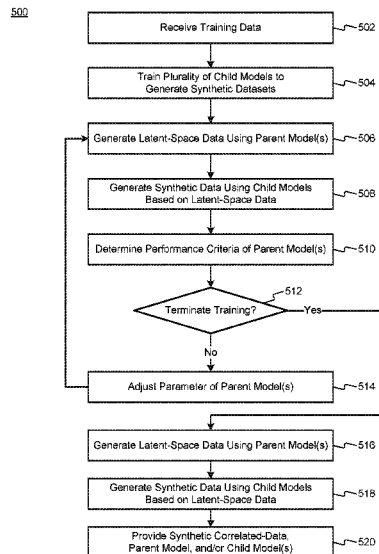 500
Receive Training Data
502
Train Plurality of Child Models to
Generate Synthetic Datasets
504
Generate Latent-Space Data Using Parent Model(s)
506
Generate Synthetic Data Using Child Models
Based on Latent-Space Data
508
Determine Performance Criteria of Parent Model(s)
510
512
Terminate Training?
Yes
No
Adjust Parameter of Parent Model(s)
514
Generate Latent-Space Data Using Parent Model(s)
516
Generate Synthetic Data Using Child Models
Based on Latent-Space Data
518
Provide Synthetic Correlated-Data,
Parent Model, and/or Child Model(s)
520